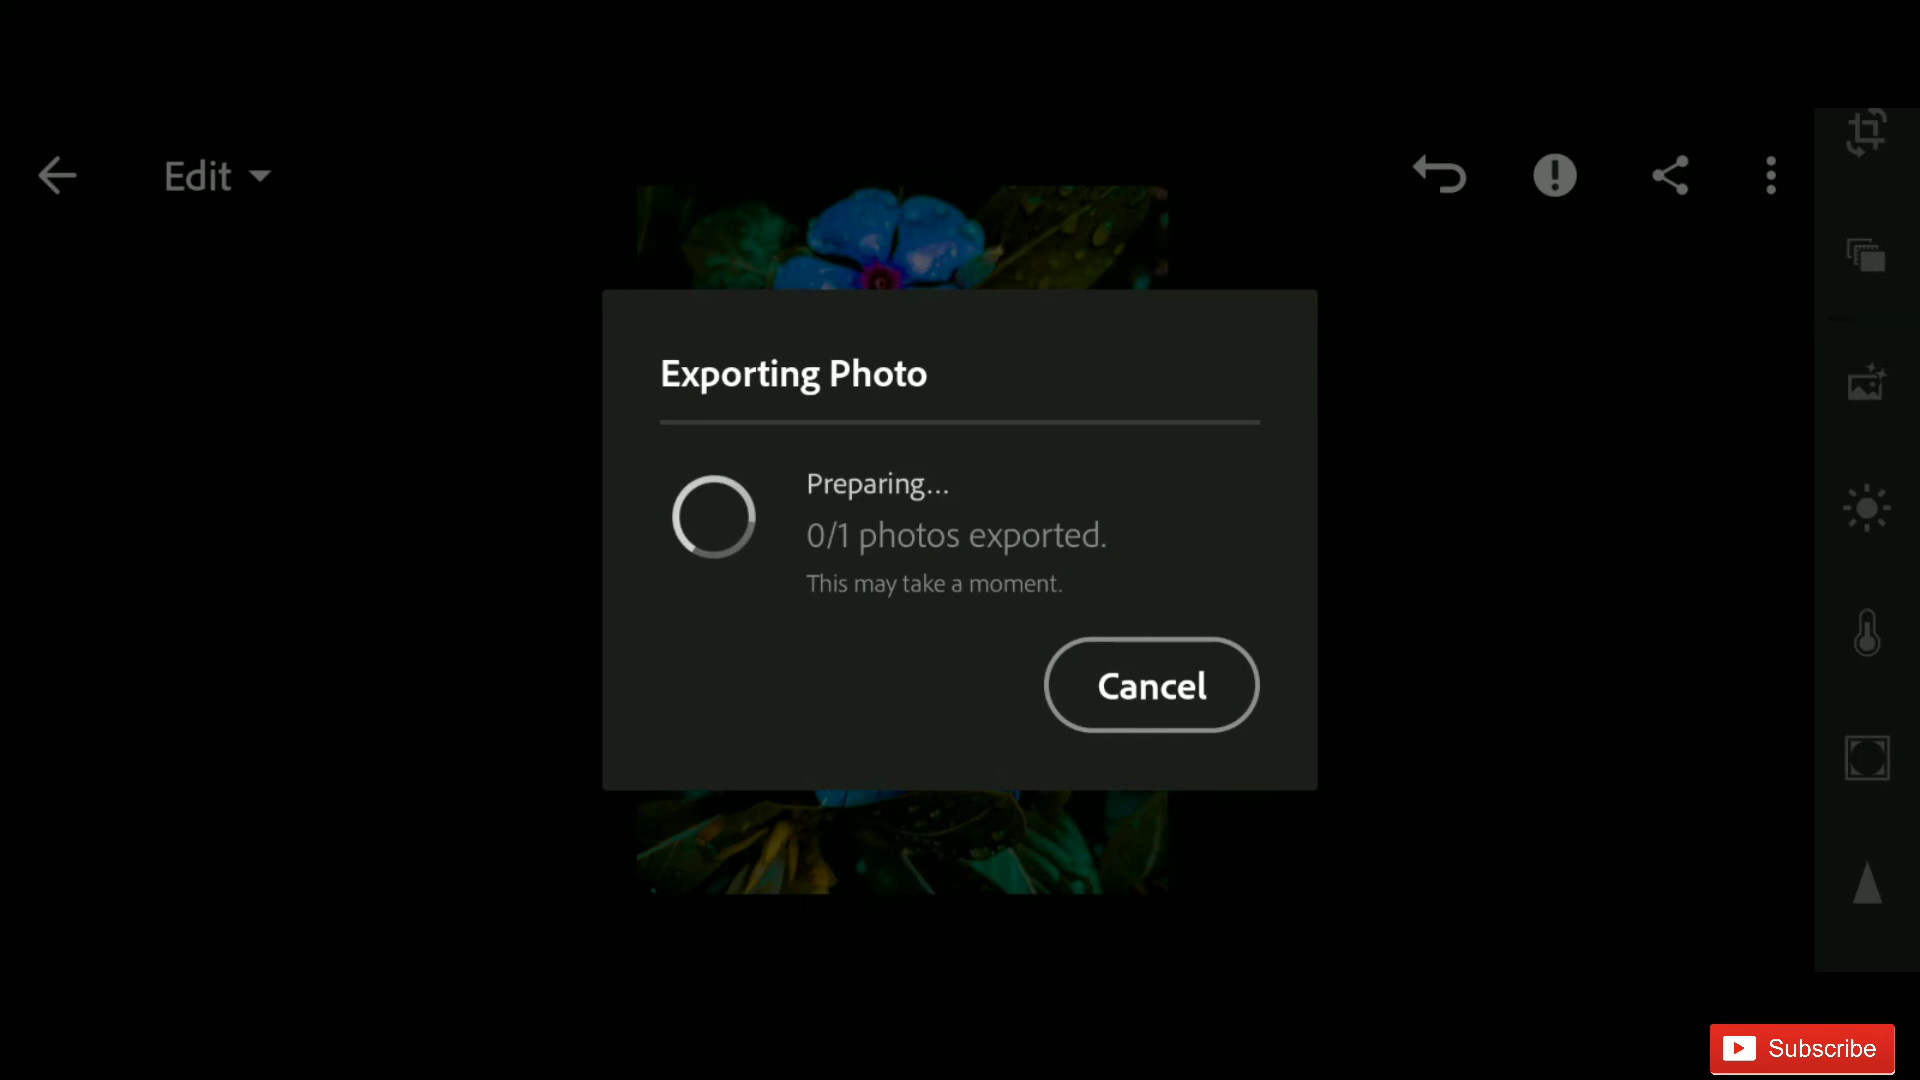 Edit
Exporting Photo
Preparing...
0/1 photos exported.
This may take a moment.
Cancel
Subscribe